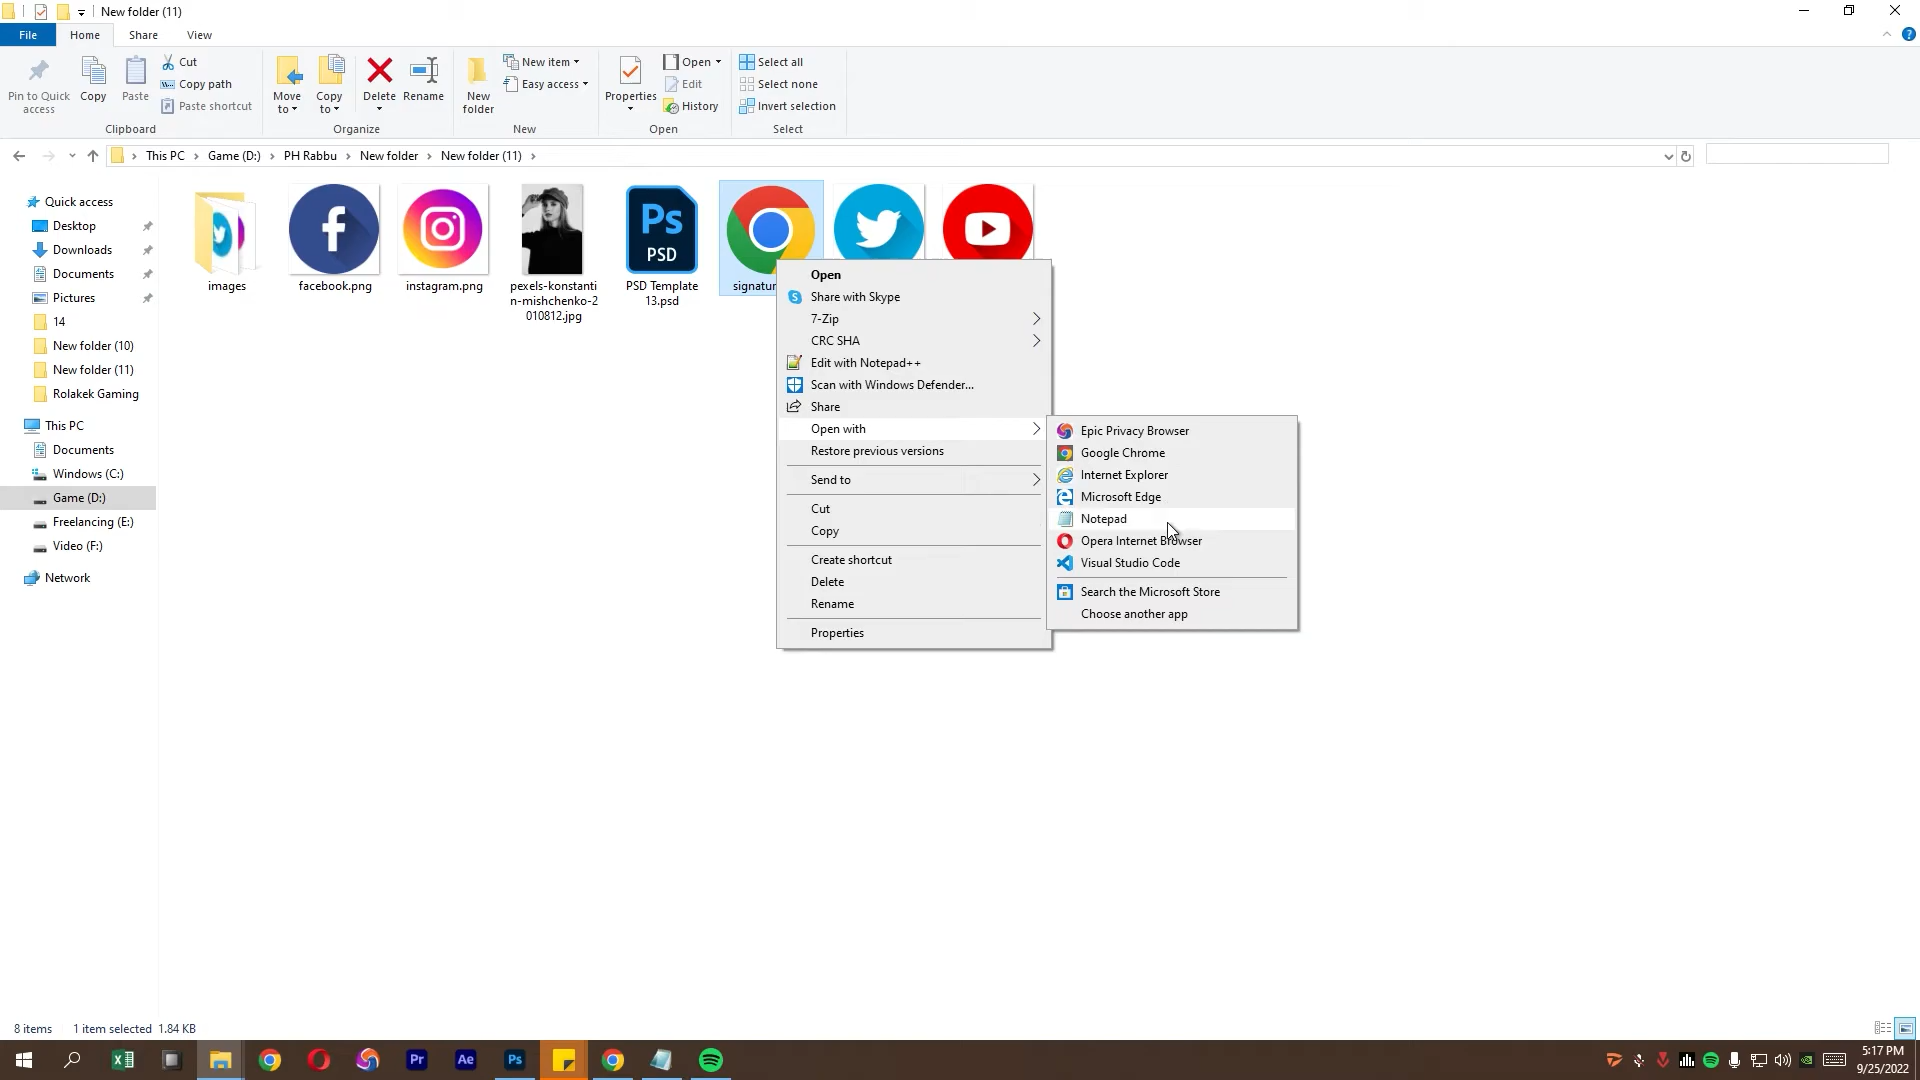 New folder (11)
File
Home
Share
View
Pin to Quick
access
Copy
Paste
Cut
Copy path
Paste shortcut
Clipboard
Move
to
Copy
to
Delete
Rename
Organize
New
folder
New item
Easy access
New
Properties
Open
Edit
History
Open
Select all
Select none
Invert selection
Select
This PC
Game (D:)
PH Rabbu
New folder
New folder (11)
Quick access
Desktop
Downloads
Documents
Pictures
14
New folder (10)
New folder (11)
Rolakek Gaming
This PC
Documents
Windows (C:)
Game (D:)
Freelancing (E:)
Video (F:)
Network
images
facebook.png
instagram.png
pexels-konstanti
n-mishchenko-2
010812.jpg
Ps
PSD
PSD Template
13.psd
Open
Share with Skype
7-Zip
CRC SHA
Edit with Notepad++
Scan with Windows Defender...
Share
Open with
Restore previous versions
Send to
Cut
Copy
Create shortcut
Delete
Rename
Properties
Epic Privacy Browser
Google Chrome
Internet Explorer
Microsoft Edge
Notepad
Opera Internet Browser
Visual Studio Code
Search the Microsoft Store
Choose another app
8 items
1 item selected 1.84 KB
Pr
Ae
Ps
5:17 PM
9/25/2022